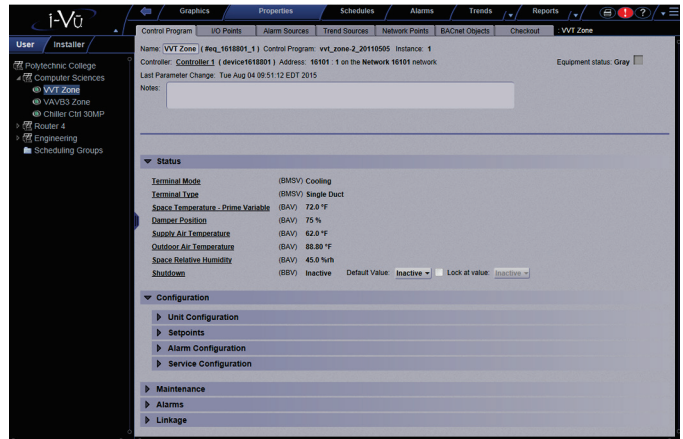 i-Vu
Graphics Properties Schedules Alarms Trends Reports
User Installer
Control Program I/O Points Alarm Sources Trend Sources Network Points BACnet Objects Checkout : VVT Zone
Name: VVT Zone ( #eq_1618801_1 ) Control Program: vvt_zone-2_20110505 Instance: 1
Controller: Controller 1 ( device1618801 ) Address: 16101 : 1 on the Network 16101 network. Equipment status: Gray
Last Parameter Change: Tue Aug 04 09:51:12 EDT 2015
Notes:
Polytechnic College
Computer Sciences
VVT Zone
VAVB3 Zone
Chiller Ctrl 30MP
Router 4
Engineering
Scheduling Groups
Status
Terminal Mode (BMSV) Cooling
Terminal Type (BMSV) Single Duct
Space Temperature - Prime Variable (BAV) 72.0 °F
Damper Position (BAV) 75 %
Supply Air Temperature (BAV) 62.0 °F
Outdoor Air Temperature (BAV) 88.80 °F
Space Relative Humidity (BAV) 45.0 %rh
Shutdown (BBV) Inactive Default Value: Inactive Lock at value: Inactive
Configuration
Unit Configuration
Setpoints
Alarm Configuration
Service Configuration
Maintenance
Alarms
Linkage